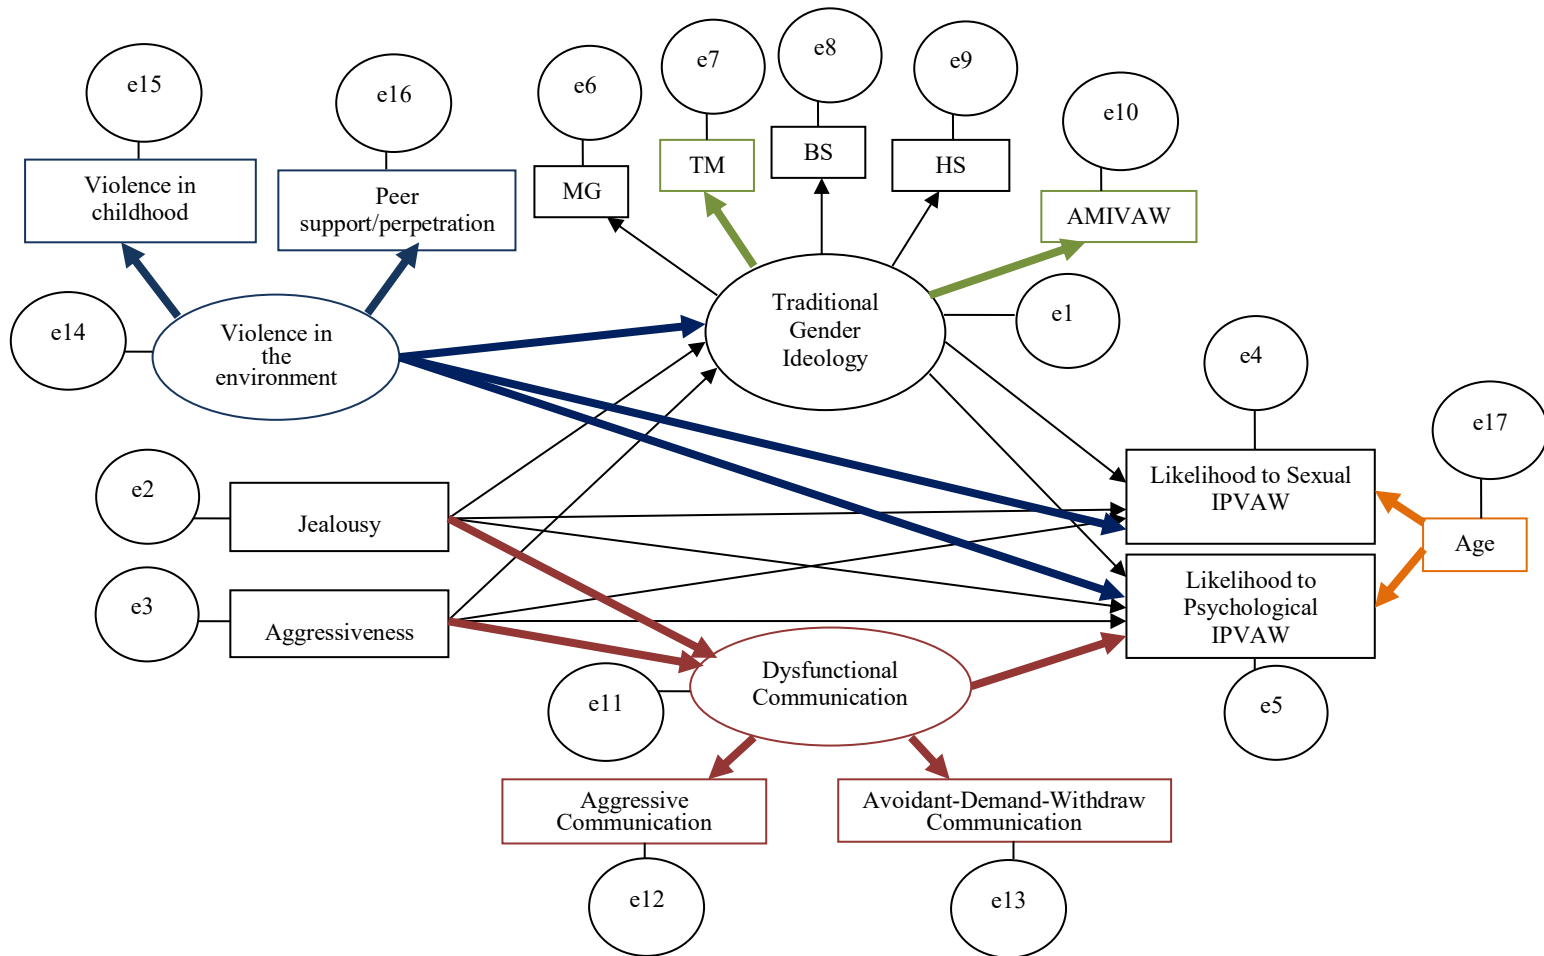 e15
e16
e6
e7
e8
e9
e10
Violence in
childhood
Peer
support/perpetration
MG
TM
BS
HS
AMIVAW
e14
Violence in
the
environment
Traditional
Gender
Ideology
e1
e4
e17
e2
Jealousy
Likelihood to Sexual
IPVAW
Age
e3
Aggressiveness
Likelihood to
Psychological
IPVAW
e11
Dysfunctional
Communication
e5
Aggressive
Communication
Avoidant-Demand-Withdraw
Communication
e12
e13